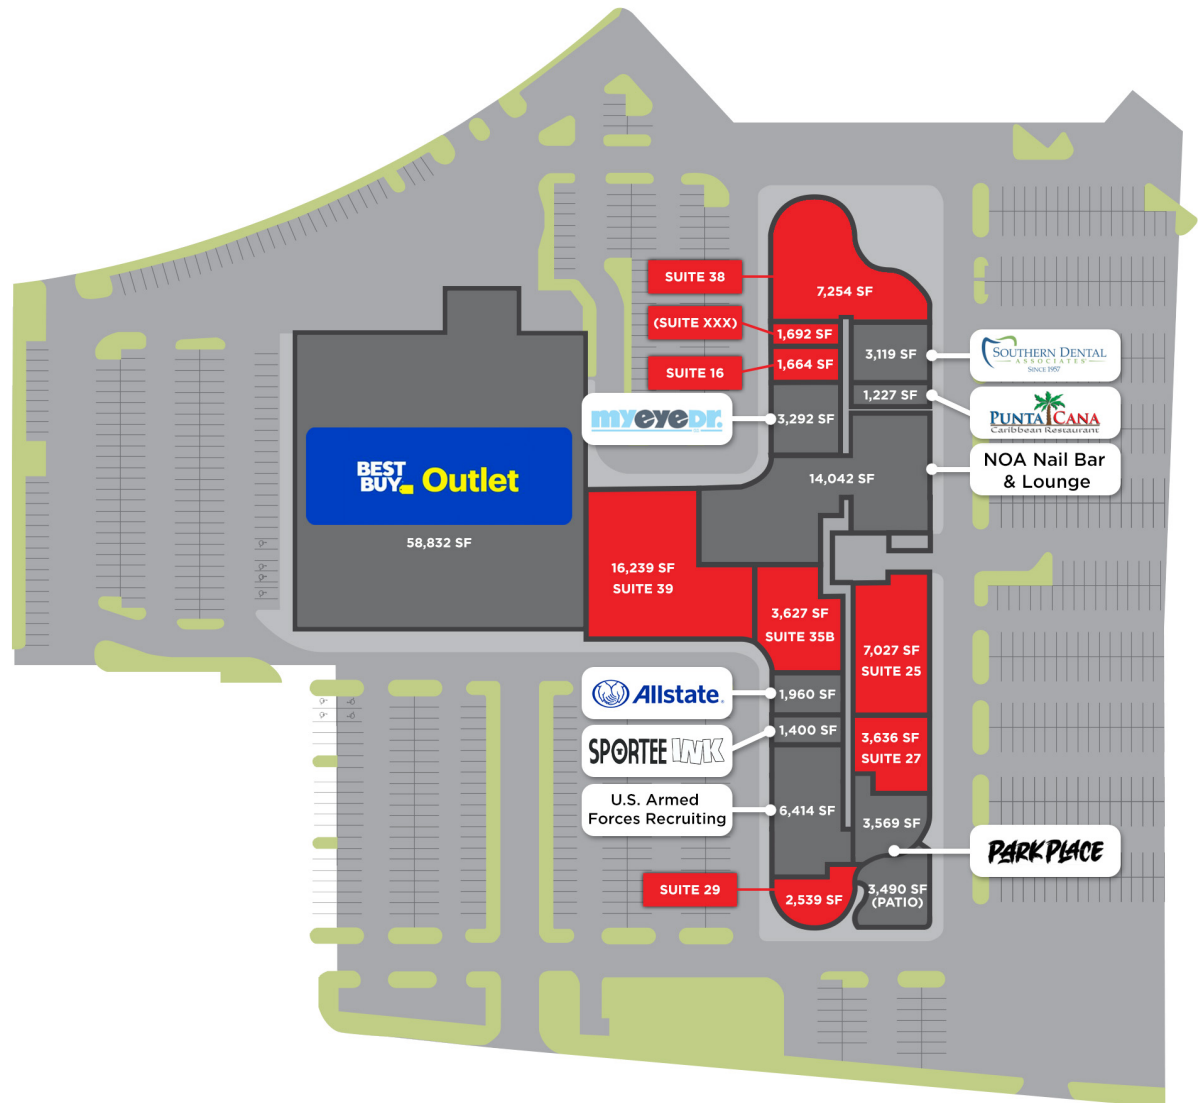 SUITE 38
7,254 SF
(SUITE XXX)
1,692 SF
SUITE 16
1,664 SF
3,119 SF
SOUTHERN DENTAL
ASSOCIATES
SINCE 1957
1,227 SF
PUNTA CANA
Caribbean Restaurant
myeyeDr.
3,292 SF
NOA Nail Bar
& Lounge
14,042 SF
BEST
BUY Outlet
58,832 SF
16,239 SF
SUITE 39
3,627 SF
SUITE 35B
7,027 SF
SUITE 25
Allstate
1,960 SF
SPORTEE INK
1,400 SF
3,636 SF
SUITE 27
U.S. Armed
Forces Recruiting
6,414 SF
3,569 SF
PARK PLACE
SUITE 29
2,539 SF
3,490 SF
(PATIO)